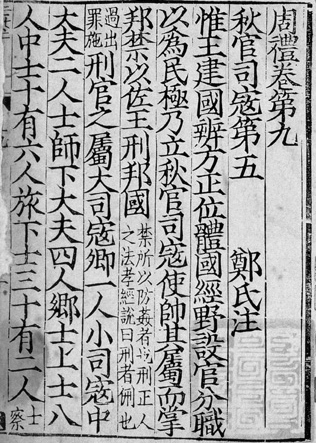 周禮卷第九
秋官司寇第五 鄭氏注
惟王建國辨方正位體國經野設官分職
以為民極乃立秋官司寇使帥其屬而掌
邦禁以佐王刑邦國禁所以防姦者也刑正人之法孝經說曰刑者侀也
過出罪施刑官之屬大司寇卿一人小司寇中
大夫二人士師下大夫四人鄉士上士八
人中士十有六人旅下士三十有二人士察